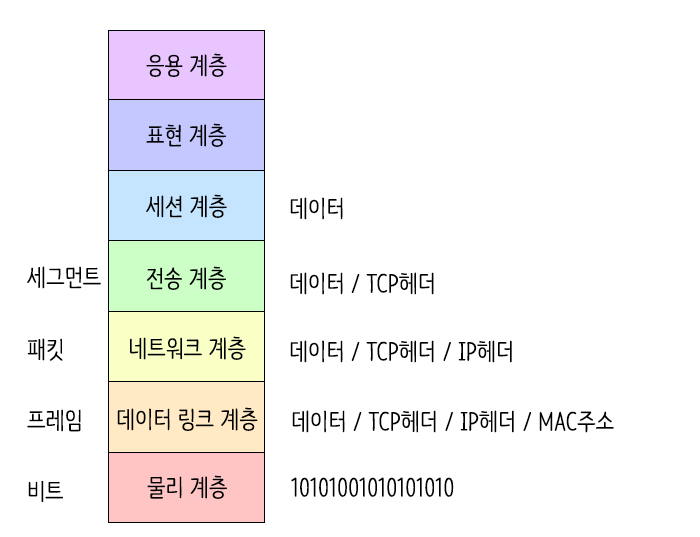 응용 계층
표현 계층
세션 계층 데이터
세그먼트 전송 계층 데이터 / TCP헤더
패킷 네트워크 계층 데이터 / TCP헤더 / IP헤더
프레임 데이터 링크 계층 데이터 / TCP헤더 / IP헤더 / MAC주소
비트 물리 계층 10101001010101010